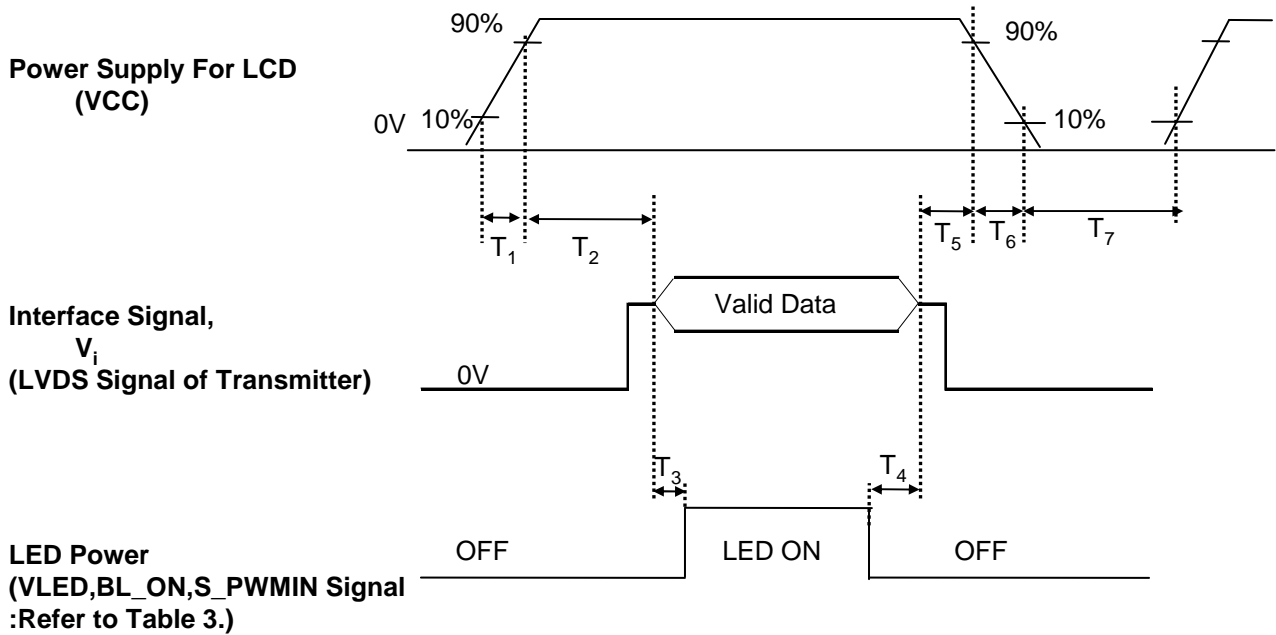 90%
90%
Power Supply For LCD
(VCC)
0V
10%
10%
T1
T2
T5
T6
T7
Valid Data
Interface Signal,
Vi
(LVDS Signal of Transmitter)
0V
T3
T4
LED Power
OFF
LED ON
OFF
(VLED,BL_ON,S_PWMIN Signal
:Refer to Table 3.)